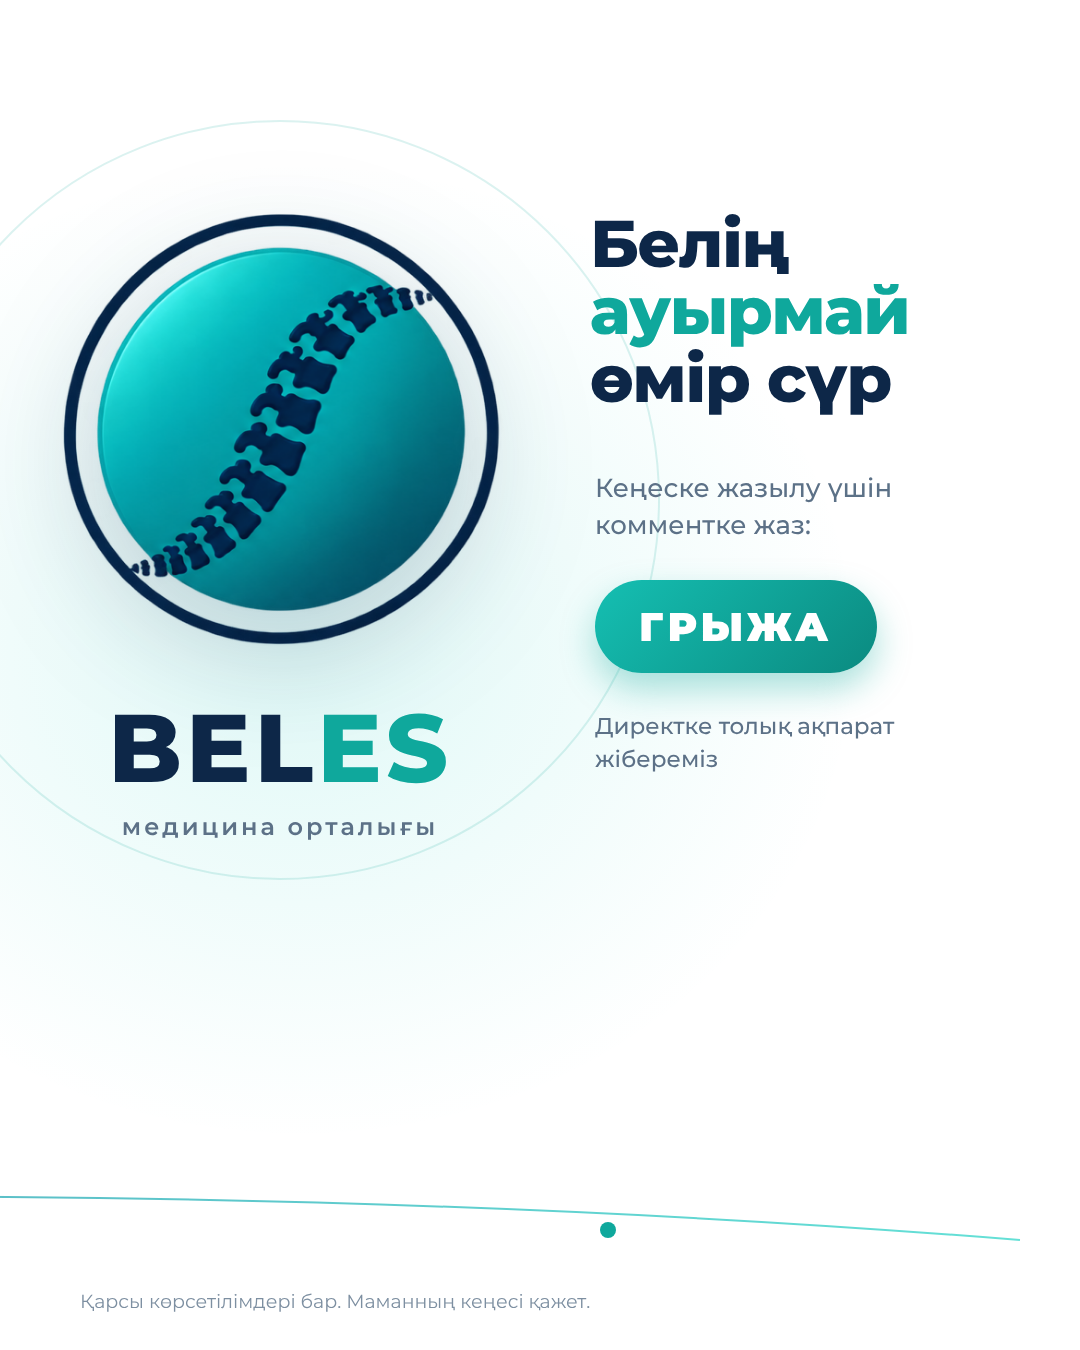 Белің
ауырмай
өмір сүр
Кеңеске жазылу үшін
комментке жаз:
ГРЫЖА
Директке толық ақпарат
жібереміз
BELES
медицина орталығы
Қарсы көрсетілімдері бар. Маманның кеңесі қажет.